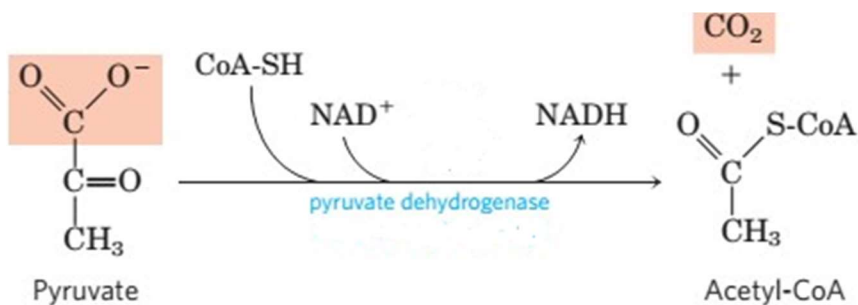 O O⁻
C
C=O
CH₃
Pyruvate
CoA-SH
NAD⁺
NADH
pyruvate dehydrogenase
CO₂
+
O S-CoA
C
CH₃
Acetyl-CoA